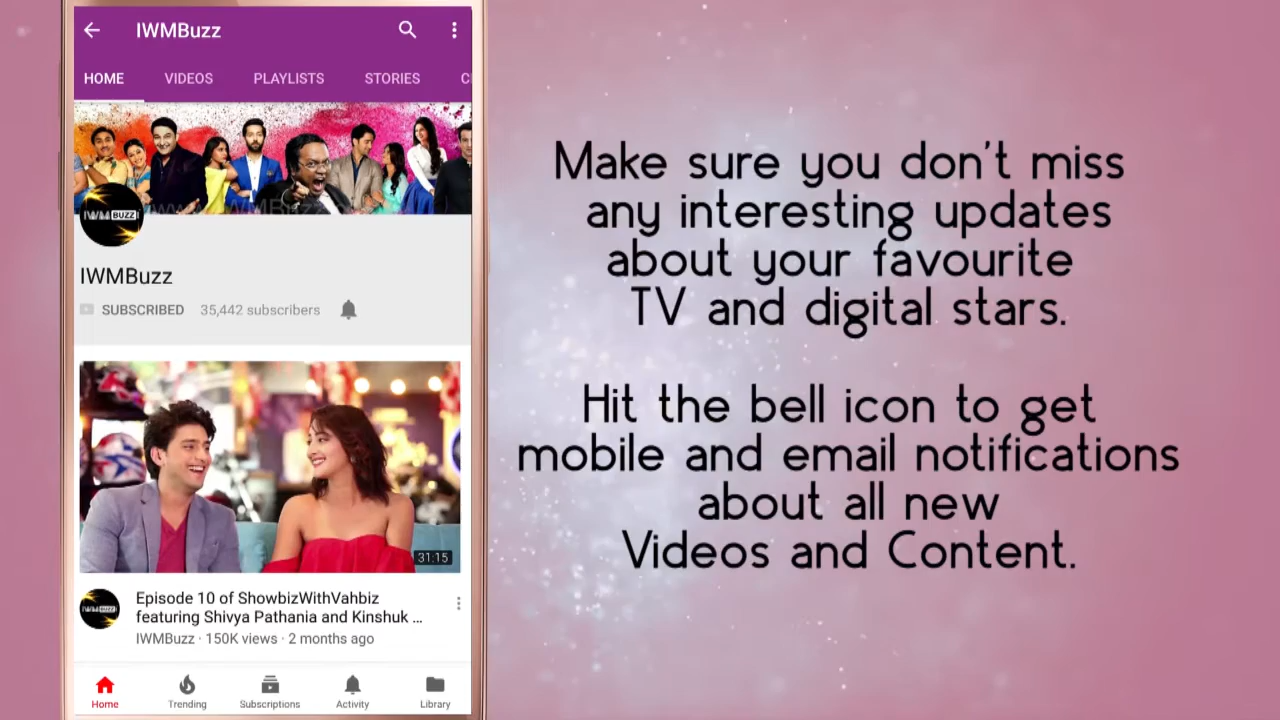 IWMBuzz
HOME VIDEOS PLAYLISTS STORIES C
IWMBUZZ
IWMBuzz
SUBSCRIBED 35,442 subscribers
31:15
Episode 10 of ShowbizWithVahbiz
featuring Shivya Pathania and Kinshuk ...
IWMBuzz · 150K views · 2 months ago
Home Trending Subscriptions Activity Library
Make sure you don't miss
any interesting updates
about your favourite
TV and digital stars.
Hit the bell icon to get
mobile and email notifications
about all new
Videos and Content.